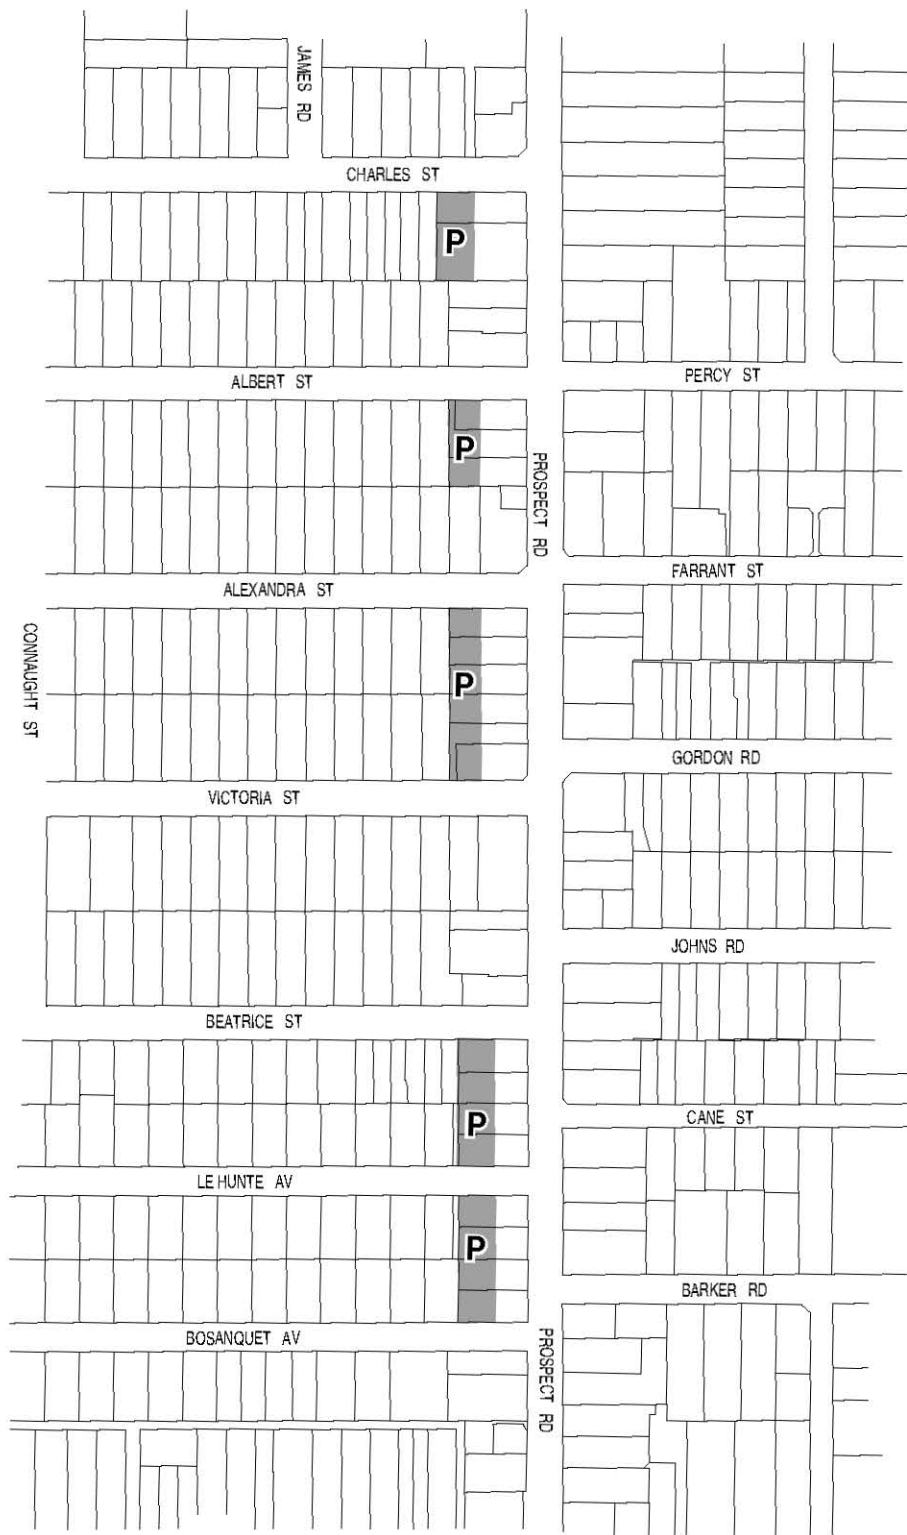 JAMES RD
CHARLES ST
P
ALBERT ST
PERCY ST
P
PROSPECT RD
FARRANT ST
ALEXANDRA ST
CONNAUGHT ST
P
GORDON RD
VICTORIA ST
JOHNS RD
BEATRICE ST
P
CANE ST
LE HUNTE AV
P
BARKER RD
BOSANQUET AV
PROSPECT RD